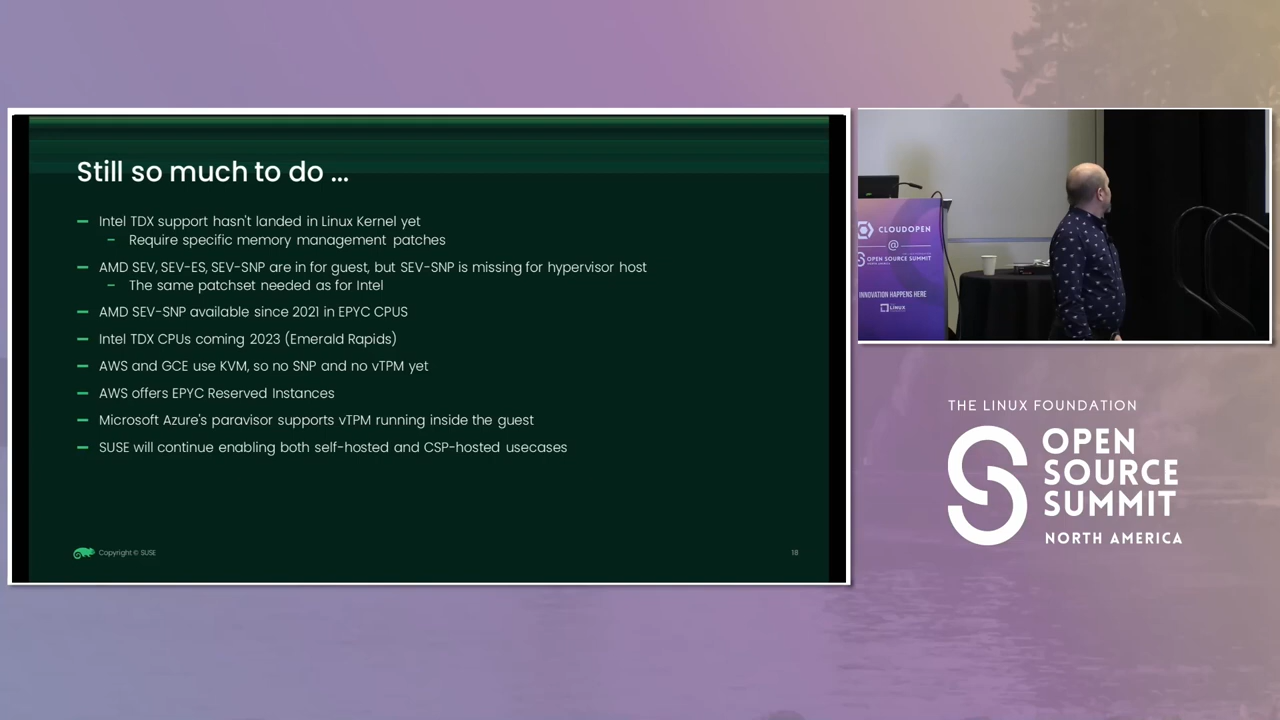 Still so much to do ...
Intel TDX support hasn't landed in Linux Kernel yet
Require specific memory management patches
AMD SEV, SEV-ES, SEV-SNP are in for guest, but SEV-SNP is missing for hypervisor host
The same patchset needed as for Intel
AMD SEV-SNP available since 2021 in EPYC CPUS
Intel TDX CPUs coming 2023 (Emerald Rapids)
AWS and GCE use KVM, so no SNP and no vTPM yet
AWS offers EPYC Reserved Instances
Microsoft Azure's paravisor supports vTPM running inside the guest
SUSE will continue enabling both self-hosted and CSP-hosted usecases
Copyright © SUSE
18
CLOUDOPEN
@
OPEN SOURCE SUMMIT
INNOVATION HAPPENS HERE
LINUX
THE LINUX FOUNDATION
OPEN
SOURCE
SUMMIT
NORTH AMERICA